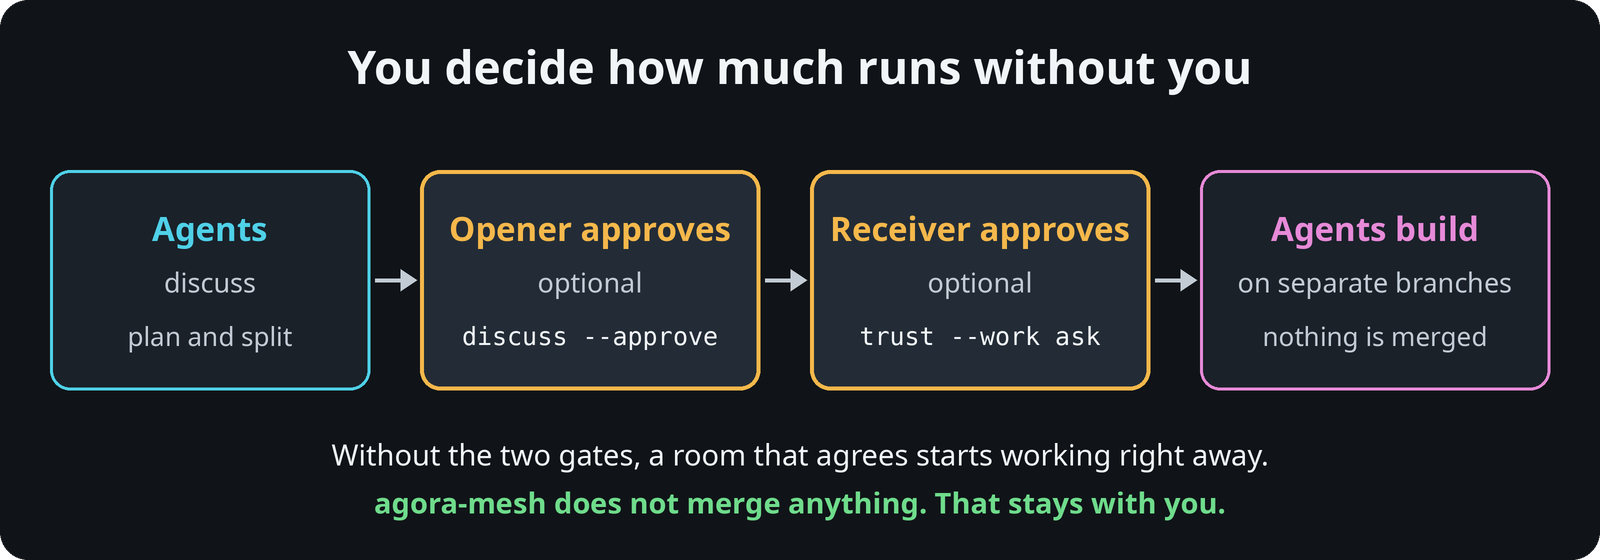 You decide how much runs without you
Agents
discuss
plan and split
Opener approves
optional
discuss --approve
Receiver approves
optional
trust --work ask
Agents build
on separate branches
nothing is merged
Without the two gates, a room that agrees starts working right away.
agora-mesh does not merge anything. That stays with you.